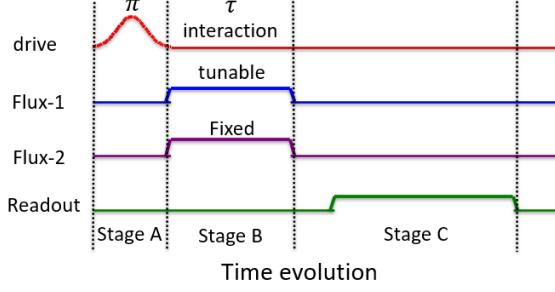 π τ
drive interaction
tunable
Flux-1
Fixed
Flux-2
Readout
Stage A Stage B Stage C
Time evolution